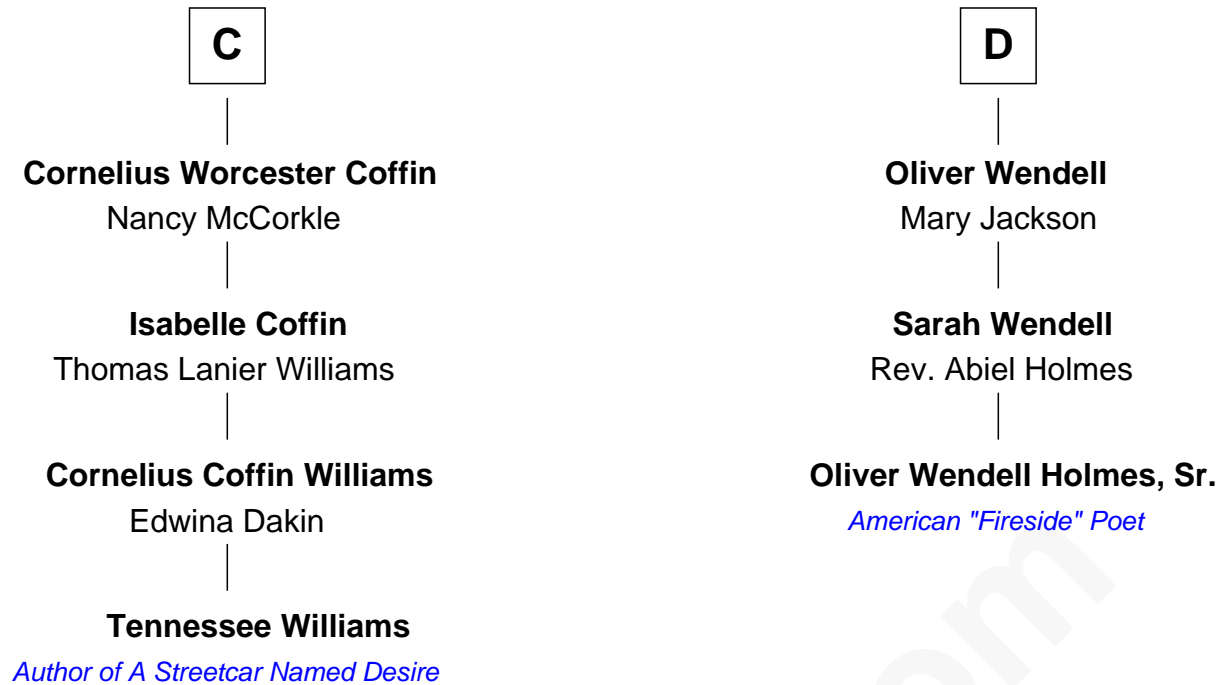 C
Cornelius Worcester Coffin
Nancy McCorkle
Isabelle Coffin
Thomas Lanier Williams
Cornelius Coffin Williams
Edwina Dakin
Tennessee Williams
Author of A Streetcar Named Desire
D
Oliver Wendell
Mary Jackson
Sarah Wendell
Rev. Abiel Holmes
Oliver Wendell Holmes, Sr.
American "Fireside" Poet
om